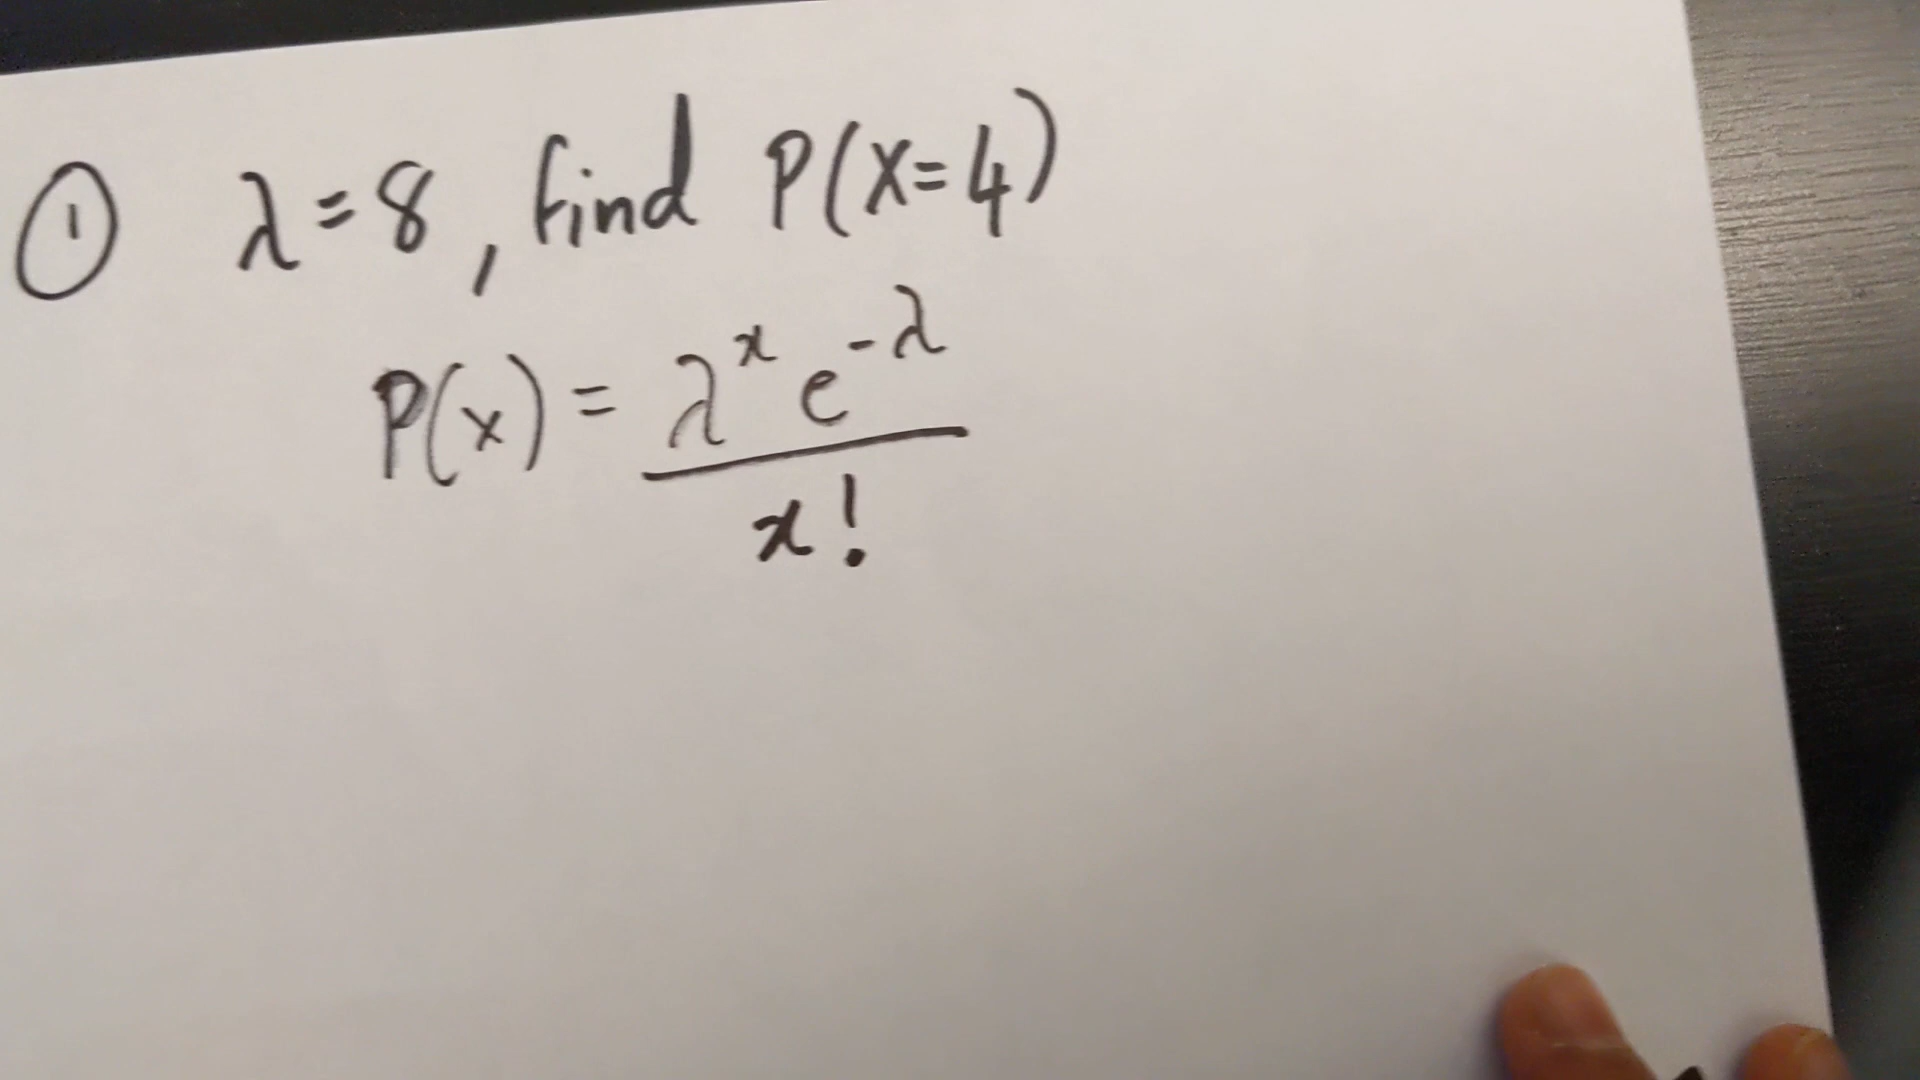 ① λ=8, find P(X=4)
P(x) = λ^x e^-λ / x!